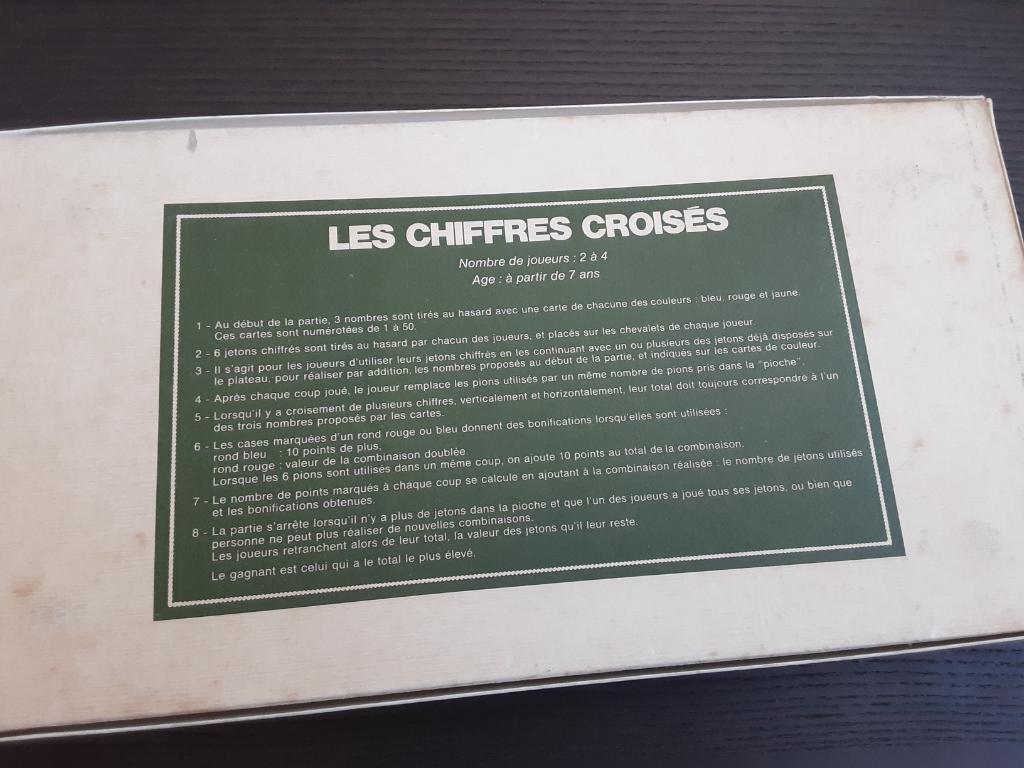 LES CHIFFRES CROISÉS
Nombre de joueurs : 2 à 4
Age : à partir de 7 ans
1 - Au début de la partie, 3 nombres sont tirés au hasard avec une carte de chacune des couleurs : bleu, rouge et jaune.
Ces cartes sont numérotées de 1 à 50.
2 - 6 jetons chiffrés sont tirés au hasard par chacun des joueurs, et placés sur les chevalets de chaque joueur.
3 - Il s'agit pour les joueurs d'utiliser leurs jetons chiffrés en les continuant avec un ou plusieurs des jetons déjà disposés sur
le plateau, pour réaliser par addition, les nombres proposés au début de la partie, et indiqués sur les cartes de couleur.
4 - Après chaque coup joué, le joueur remplace les pions utilisés par un même nombre de pions pris dans la "pioche".
5 - Lorsqu'il y a croisement de plusieurs chiffres, verticalement et horizontalement, leur total doit toujours correspondre à l'un
des trois nombres proposés par les cartes.
6 - Les cases marquées d'un rond rouge ou bleu donnent des bonifications lorsqu'elles sont utilisées :
rond bleu : 10 points de plus,
rond rouge : valeur de la combinaison doublée.
Lorsque les 6 pions sont utilisés dans un même coup, on ajoute 10 points au total de la combinaison.
7 - Le nombre de points marqués à chaque coup se calcule en ajoutant à la combinaison réalisée : le nombre de jetons utilisés
et les bonifications obtenues.
8 - La partie s'arrête lorsqu'il n'y a plus de jetons dans la pioche et que l'un des joueurs a joué tous ses jetons, ou bien que
personne ne peut plus réaliser de nouvelles combinaisons.
Les joueurs retranchent alors de leur total, la valeur des jetons qu'il leur reste.
Le gagnant est celui qui a le total le plus élevé.